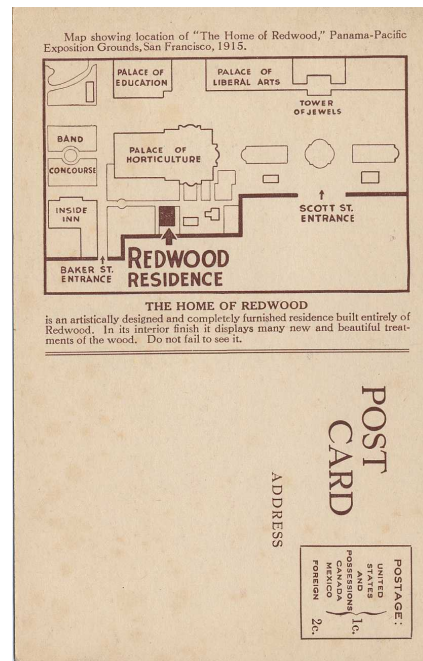 Map showing location of "The Home of Redwood," Panama-Pacific
Exposition Grounds, San Francisco, 1915.
PALACE OF
EDUCATION
PALACE OF
LIBERAL ARTS
TOWER
OF JEWELS
BAND
CONCOURSE
PALACE OF
HORTICULTURE
INSIDE
INN
SCOTT ST.
ENTRANCE
BAKER ST.
ENTRANCE
REDWOOD
RESIDENCE
THE HOME OF REDWOOD
is an artistically designed and completely furnished residence built entirely of
Redwood. In its interior finish it displays many new and beautiful treat-
ments of the wood. Do not fail to see it.
POST
CARD
ADDRESS
POSTAGE:
UNITED
STATES
AND
POSSESSIONS
CANADA
MEXICO
1c.
FOREIGN 2c.